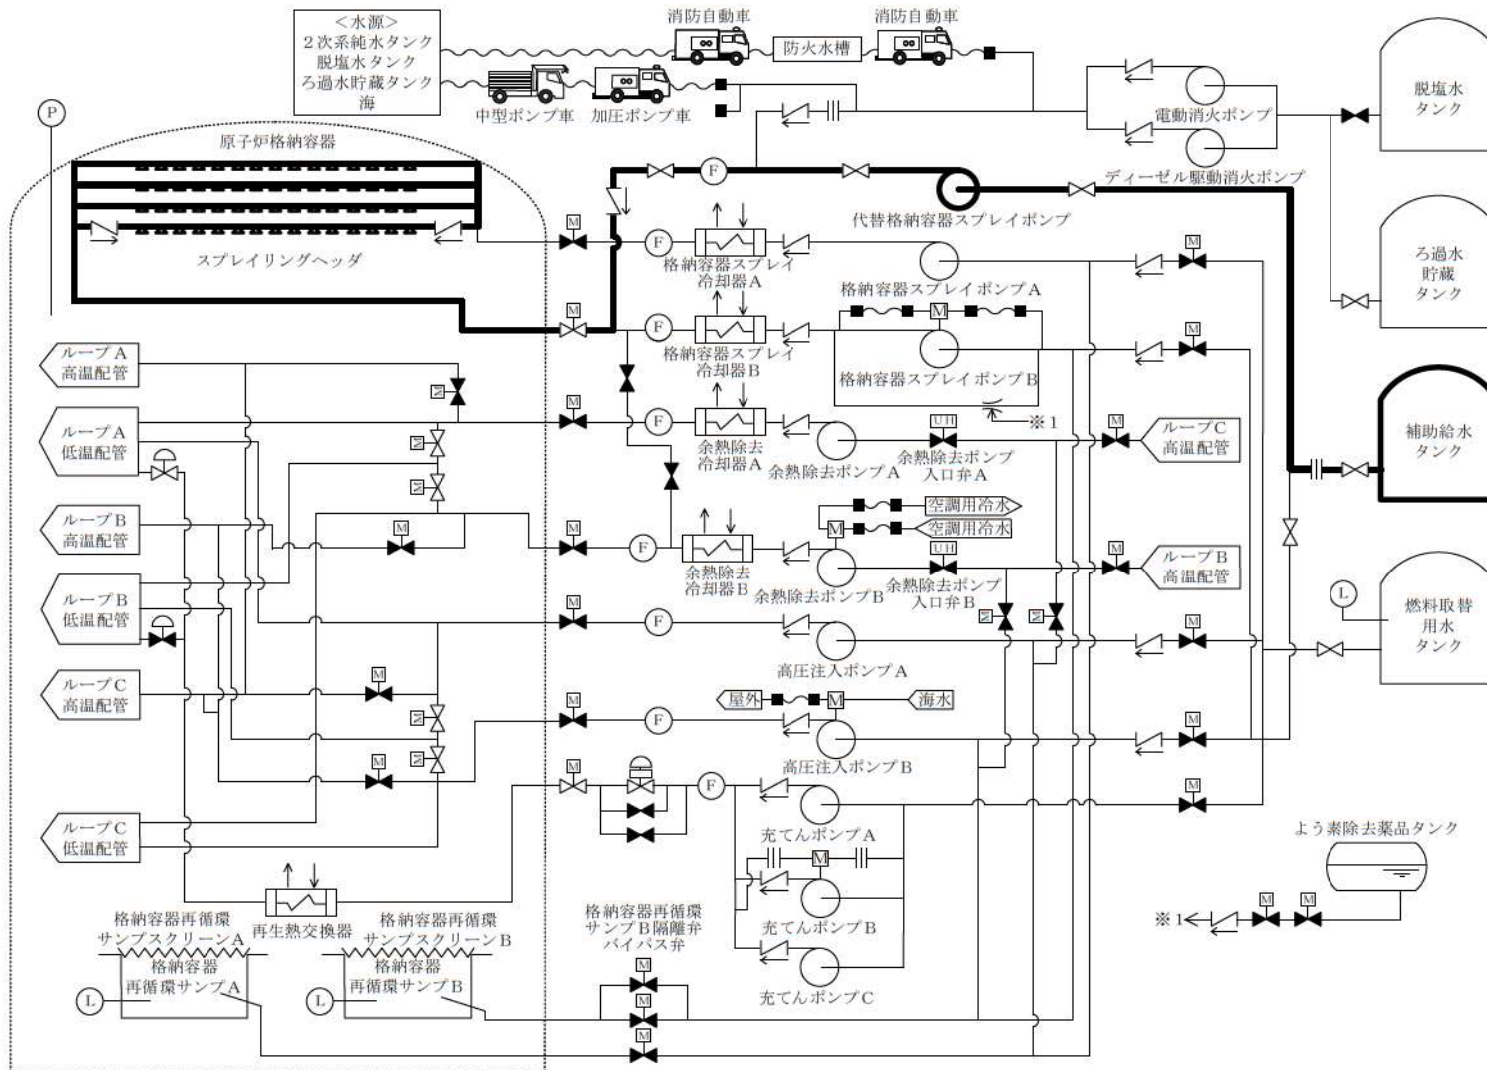 ＜水源＞
２次系純水タンク
脱塩水タンク
ろ過水貯蔵タンク
海
消防自動車
消防自動車
防火水槽
中型ポンプ車
加圧ポンプ車
電動消火ポンプ
ディーゼル駆動消火ポンプ
脱塩水
タンク
P
原子炉格納容器
スプレイリングヘッダ
F
代替格納容器スプレイポンプ
ろ過水
貯蔵
タンク
M
F
格納容器スプレイ
冷却器A
格納容器スプレイポンプA
M
M
F
格納容器スプレイ
冷却器B
M
格納容器スプレイポンプB
M
※1
補助給水
タンク
ループA
高温配管
M
ループA
低温配管
M
M
M
F
余熱除去
冷却器A
余熱除去ポンプA
UH
余熱除去ポンプ
入口弁A
M
ループC
高温配管
空調用冷水
空調用冷水
ループB
高温配管
M
M
F
余熱除去
冷却器B
M
余熱除去ポンプB
UH
余熱除去ポンプ
入口弁B
M
ループB
高温配管
ループB
低温配管
M
F
高圧注入ポンプA
M
M
M
L
燃料取替
用水
タンク
ループC
高温配管
M
M
M
M
M
F
屋外
M
海水
高圧注入ポンプB
M
M
F
充てんポンプA
M
ループC
低温配管
M
充てんポンプB
充てんポンプC
よう素除去薬品タンク
※1
M
M
再生熱交換器
格納容器再循環
サンプスクリーンA
格納容器
再循環サンプA
L
格納容器再循環
サンプスクリーンB
格納容器
再循環サンプB
L
格納容器再循環
サンプB隔離弁
バイパス弁
M
M
M